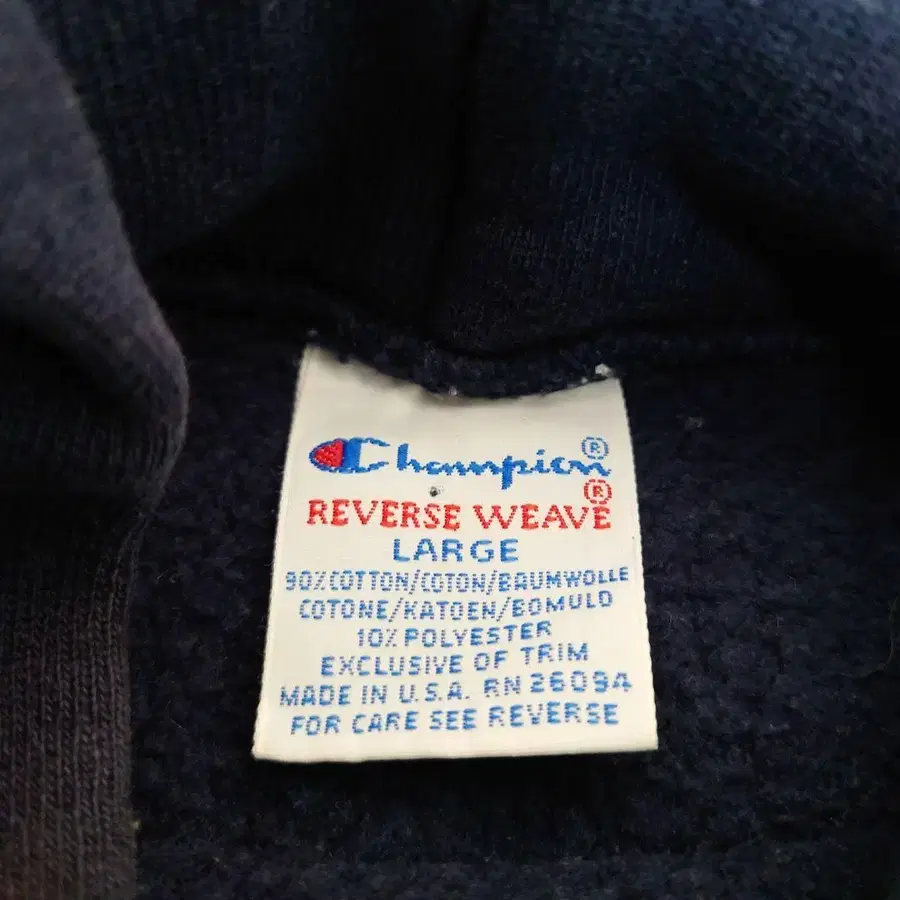 Champion®
REVERSE WEAVE®
LARGE
90% COTTON/COTON/BAUMWOLLE
COTONE/KATOEN/BOMULD
10% POLYESTER
EXCLUSIVE OF TRIM
MADE IN U.S.A. RN 26094
FOR CARE SEE REVERSE